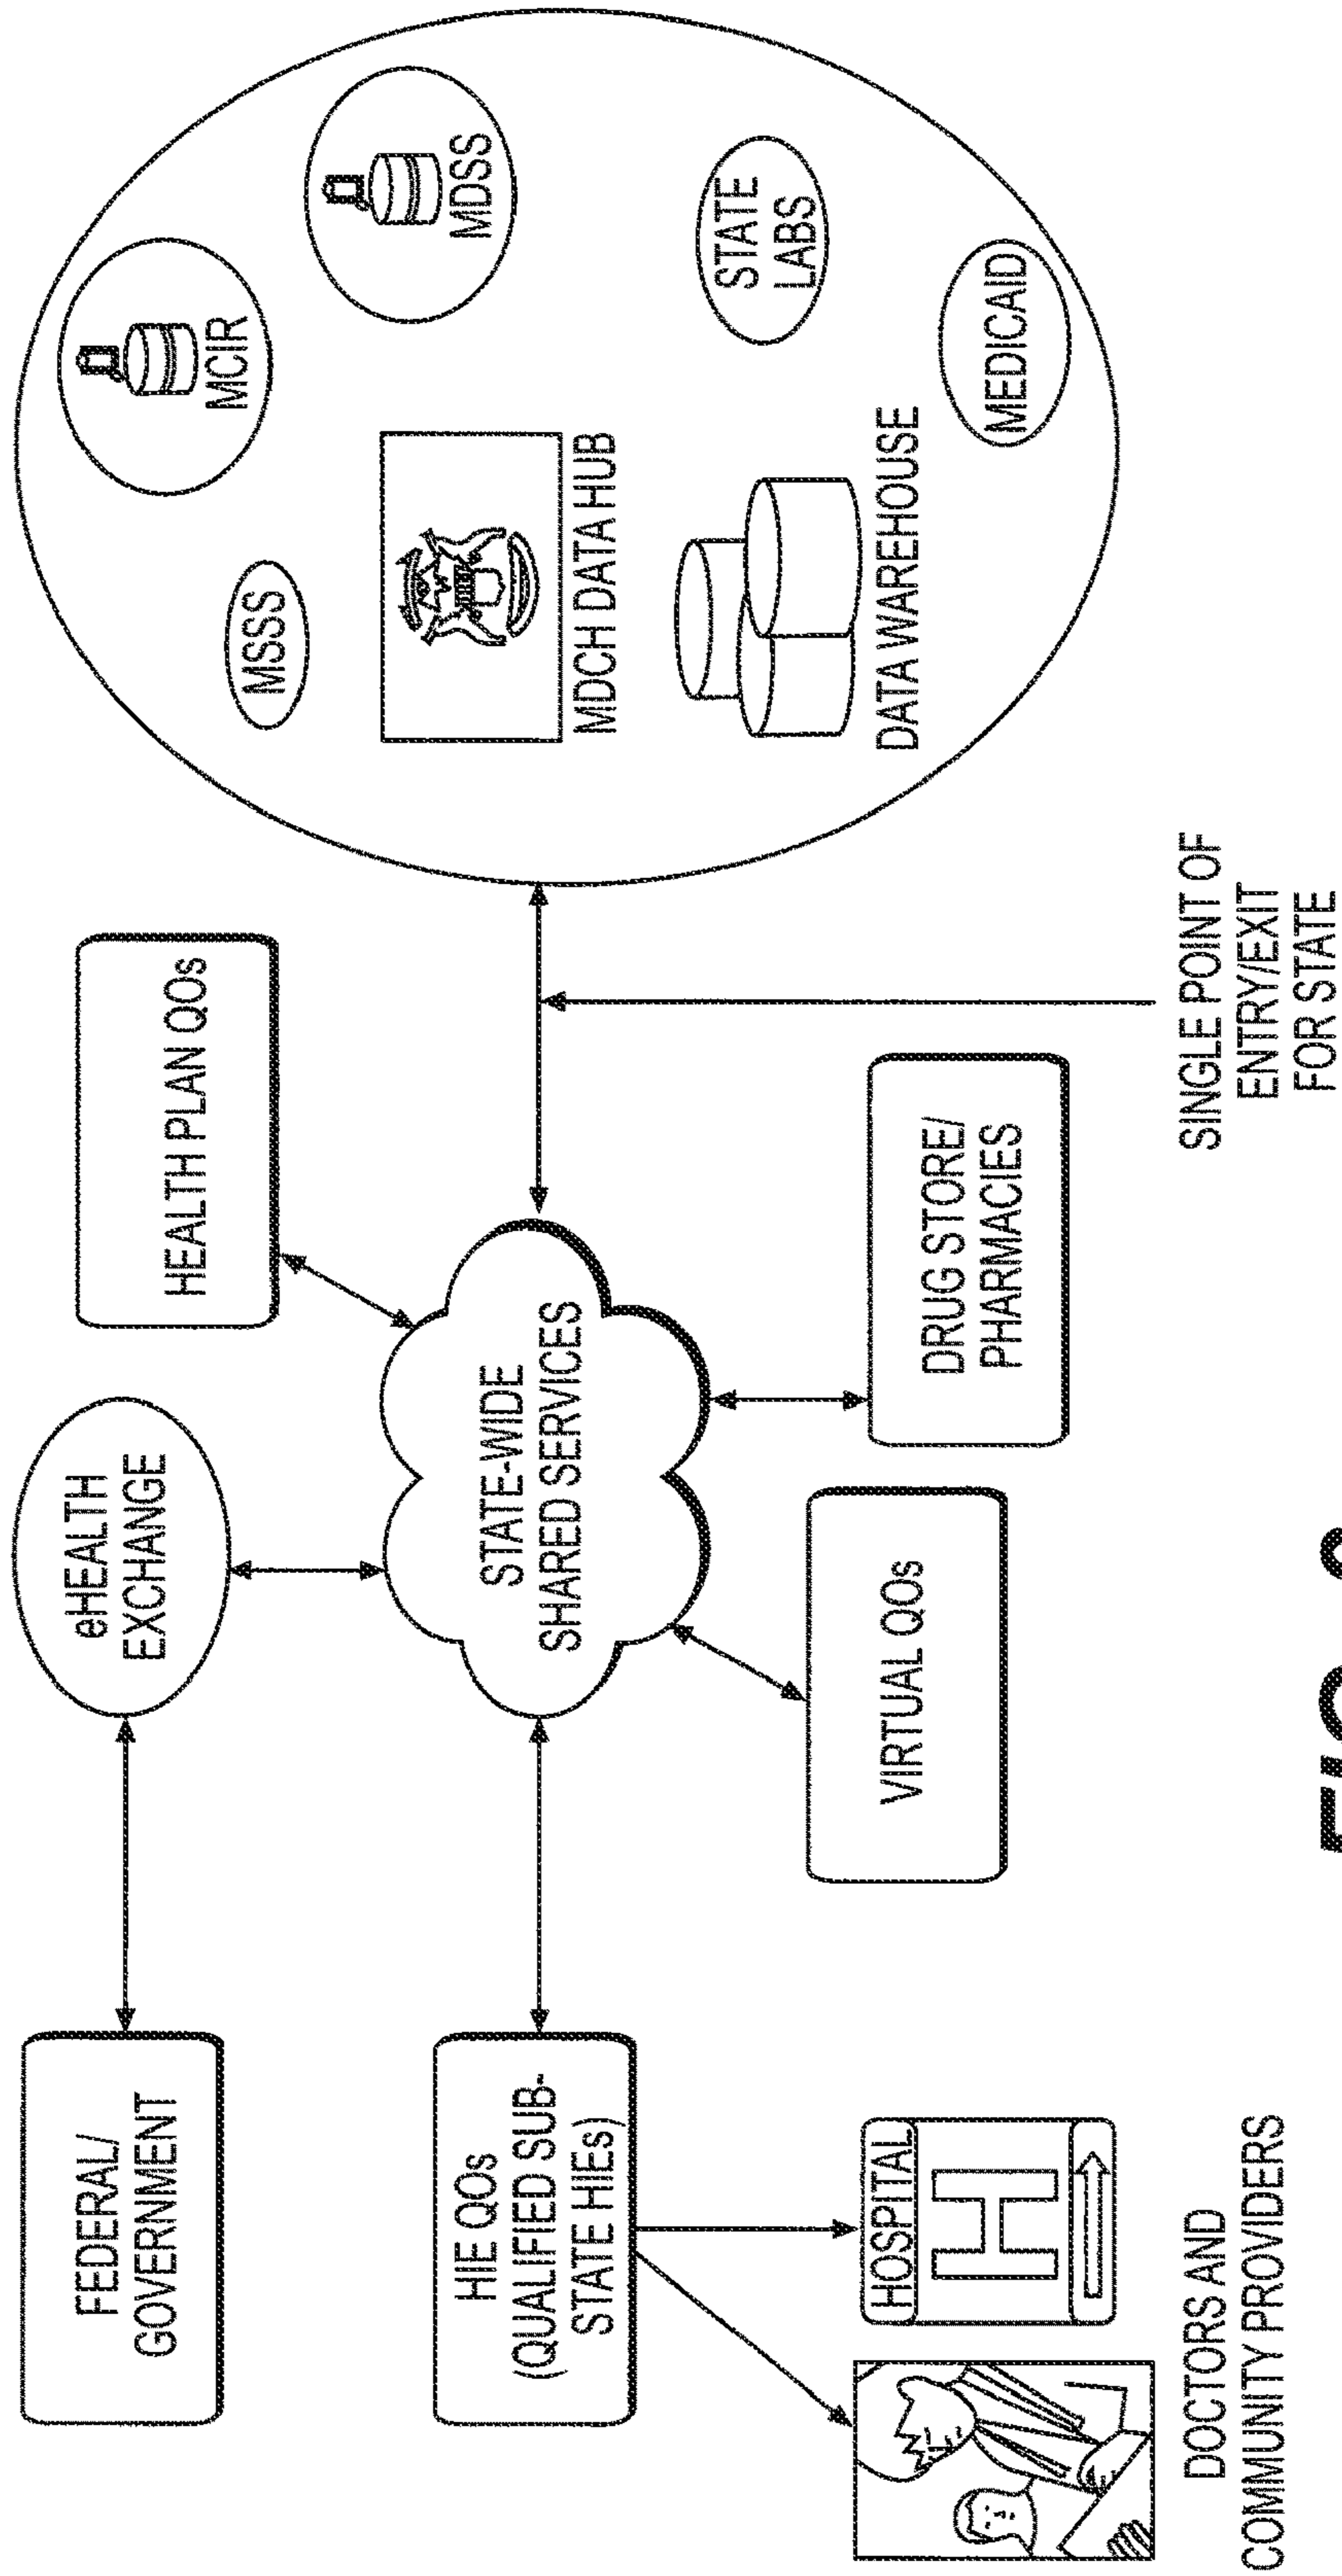 FEDERAL/
GOVERNMENT
eHEALTH
EXCHANGE
HEALTH PLAN QOs
MCIR
MSSS
MDSS
MDCH DATA HUB
HIE QOs
(QUALIFIED SUB-
STATE HIEs)
STATE-WIDE
SHARED SERVICES
STATE
LABS
DATA WAREHOUSE
MEDICAID
VIRTUAL QOs
DRUG STORE/
PHARMACIES
HOSPITAL
H
DOCTORS AND
COMMUNITY PROVIDERS
SINGLE POINT OF
ENTRY/EXIT
FOR STATE